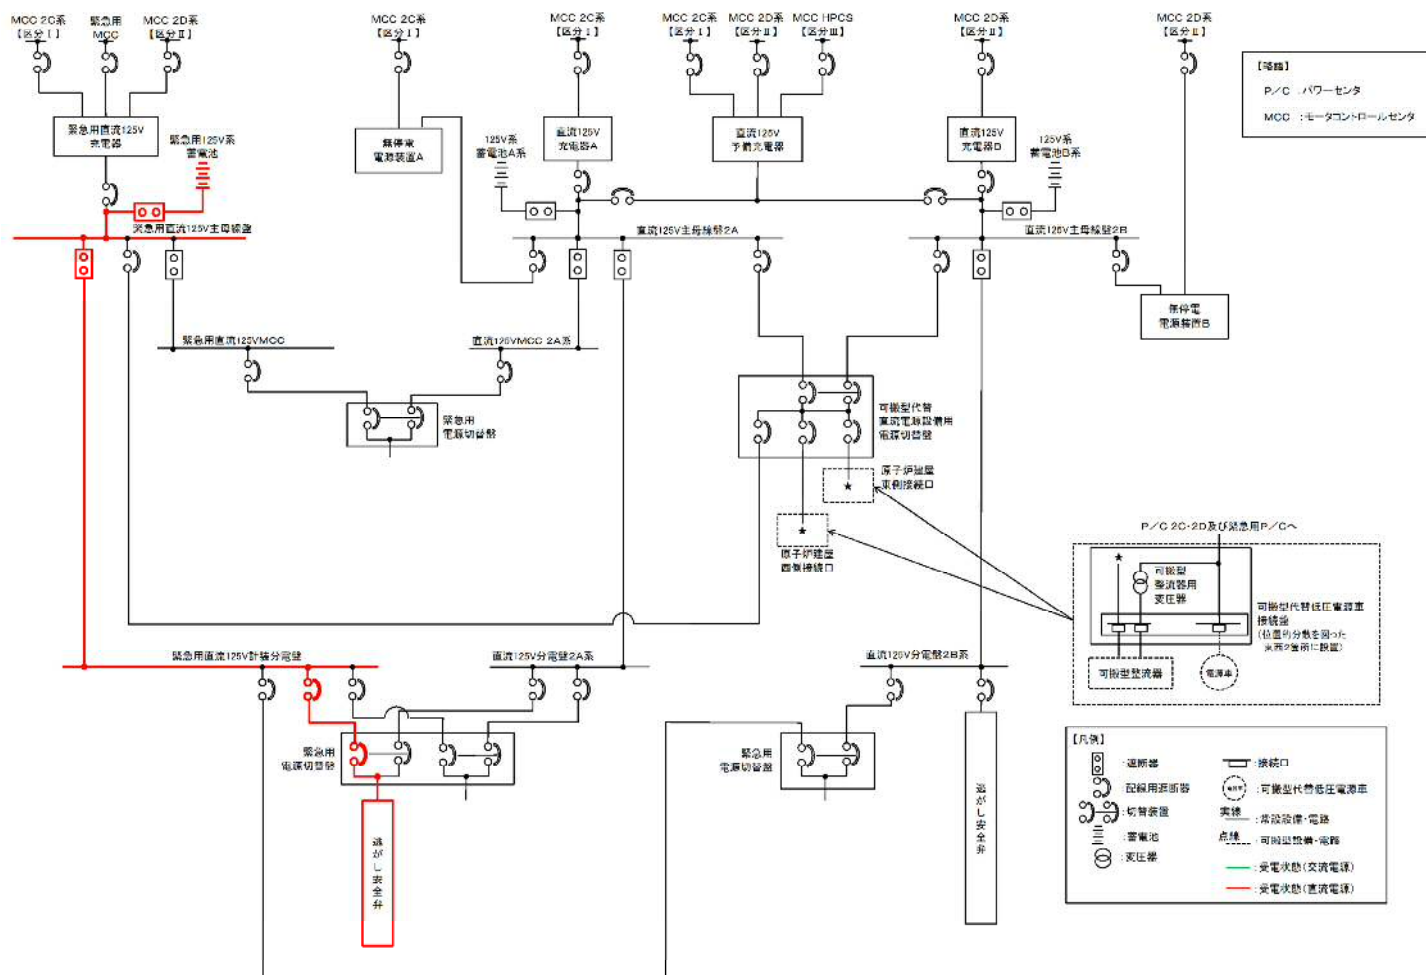 MCC 2C系
【区分Ⅰ】
緊急用
MCC
MCC 2D系
【区分Ⅱ】
MCC 2C系
【区分Ⅰ】
MCC 2C系
【区分Ⅰ】
MCC 2C系
【区分Ⅰ】
MCC 2D系
【区分Ⅱ】
MCC HPCS
【区分Ⅲ】
MCC 2D系
【区分Ⅱ】
MCC 2D系
【区分Ⅱ】
【略語】
P/C :パワーセンタ
MCC :モータコントロールセンタ
緊急用直流125V
充電器
緊急用125V系
蓄電池
無停電
電源装置A
125V系
蓄電池A系
直流125V
充電器A
直流125V
予備充電器
直流125V
充電器B
125V系
蓄電池B系
緊急用直流125V主母線盤
直流125V主母線盤2A
直流125V主母線盤2B
無停電
電源装置B
緊急用直流125VMCC
直流125VMCC 2A系
緊急用
電源切替盤
可搬型代替
直流電源設備用
電源切替盤
★
原子炉建屋
東側接続口
★
原子炉建屋
西側接続口
P/C 2C・2D及び緊急用P/Cへ
★
可搬型
整流器用
変圧器
可搬型代替低圧電源車
接続盤
(位置的分散を図った
東西2箇所に設置)
可搬型整流器
電源車
緊急用直流125V計装分電盤
直流125V分電盤2A系
直流125V分電盤2B系
緊急用
電源切替盤
緊急用
電源切替盤
逃がし安全弁
逃がし安全弁
【凡例】
:遮断器
:配線用遮断器
:切替装置
:蓄電池
:変圧器
:接続口
電源車
:可搬型代替低圧電源車
実線
:常設設備・電路
点線
:可搬型設備・電路
:受電状態(交流電源)
:受電状態(直流電源)